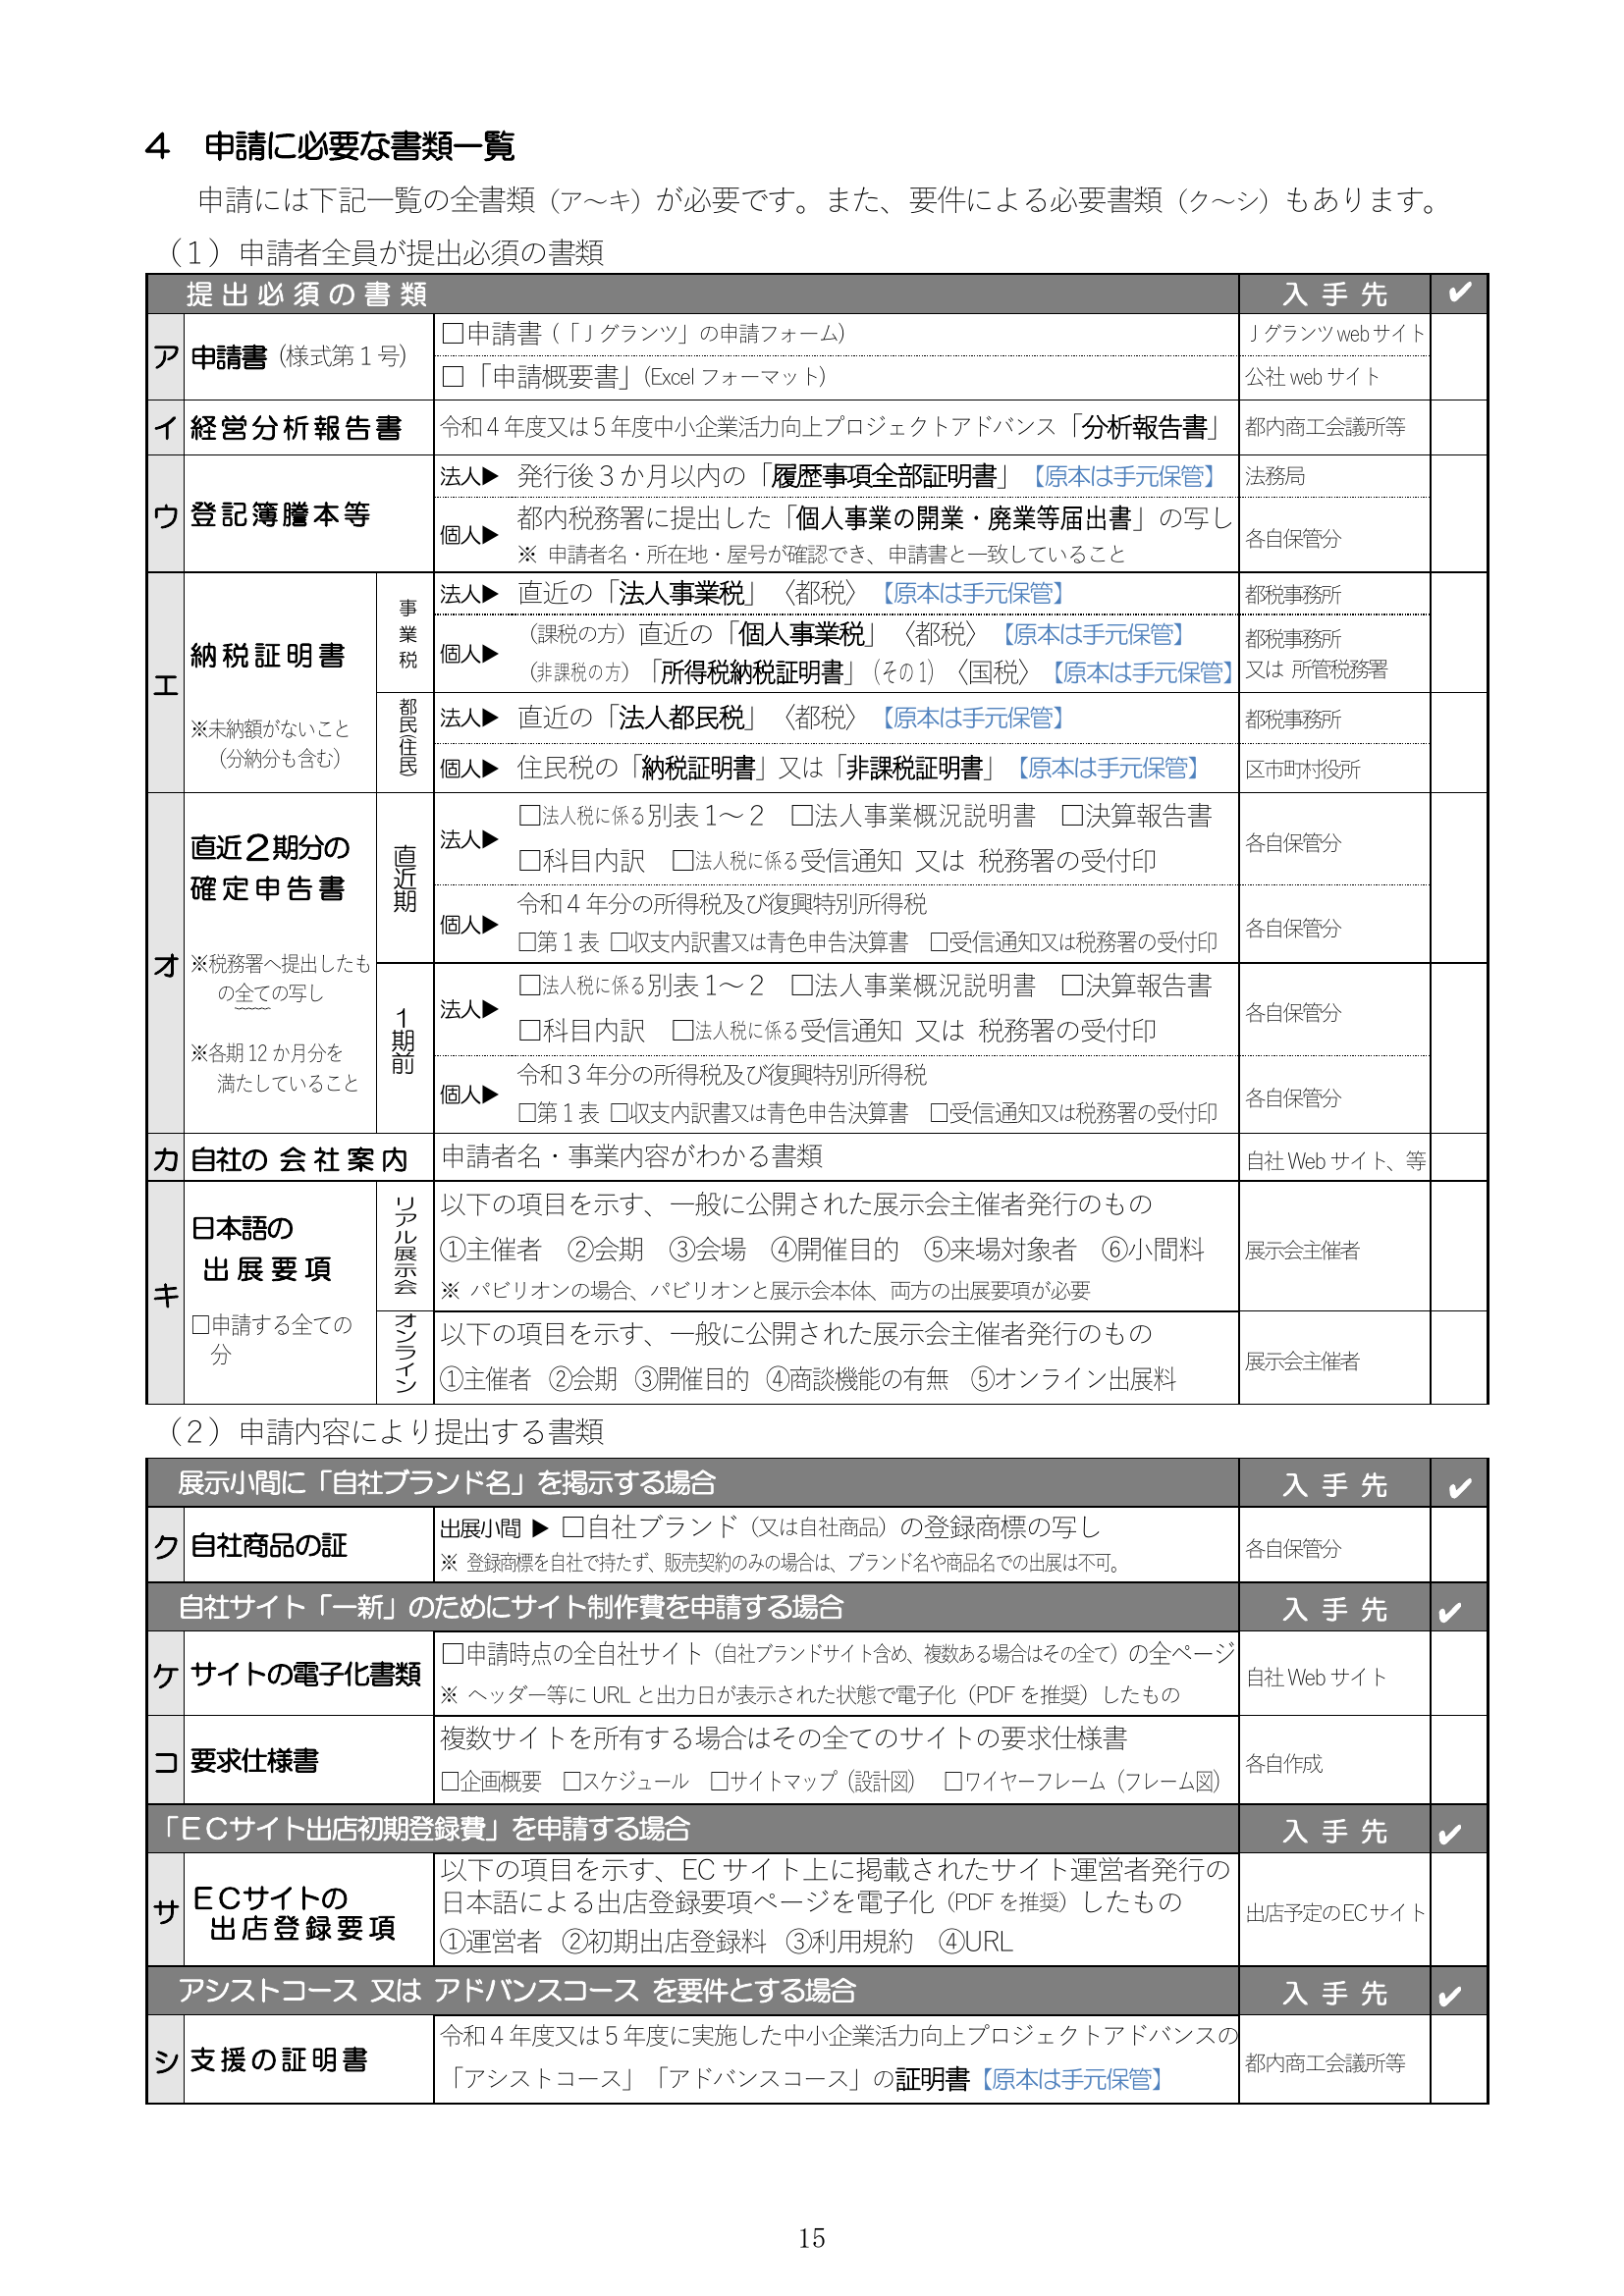 ４　申請に必要な書類一覧
申請には下記一覧の全書類（ア～キ）が必要です。また、要件による必要書類（ク～シ）もあります。
（１）申請者全員が提出必須の書類
提出必須の書類　入手先　✔
ア　申請書（様式第１号）
□申請書（「Ｊグランツ」の申請フォーム）　Ｊグランツ web サイト
□「申請概要書」（Excel フォーマット）　公社 web サイト
イ　経営分析報告書　令和４年度又は５年度中小企業活力向上プロジェクトアドバンス「分析報告書」　都内商工会議所等
ウ　登記簿謄本等
法人▶　発行後３か月以内の「履歴事項全部証明書」【原本は手元保管】　法務局
個人▶　都内税務署に提出した「個人事業の開業・廃業等届出書」の写し　各自保管分
※ 申請者名・所在地・屋号が確認でき、申請書と一致していること
エ　納税証明書
※未納額がないこと
（分納分も含む）
事業税
法人▶　直近の「法人事業税」〈都税〉【原本は手元保管】　都税事務所
個人▶　（課税の方）直近の「個人事業税」〈都税〉【原本は手元保管】　都税事務所
（非課税の方）「所得税納税証明書」（その１）〈国税〉【原本は手元保管】　又は 所管税務署
都民（住民）
法人▶　直近の「法人都民税」〈都税〉【原本は手元保管】　都税事務所
個人▶　住民税の「納税証明書」又は「非課税証明書」【原本は手元保管】　区市町村役所
オ　直近２期分の
確定申告書
※税務署へ提出したも
の全ての写し
※各期 12 か月分を
満たしていること
直近期
法人▶　□法人税に係る別表１～２　□法人事業概況説明書　□決算報告書　各自保管分
□科目内訳　□法人税に係る受信通知 又は 税務署の受付印
個人▶　令和４年分の所得税及び復興特別所得税　各自保管分
□第１表 □収支内訳書又は青色申告決算書　□受信通知又は税務署の受付印
１期前
法人▶　□法人税に係る別表１～２　□法人事業概況説明書　□決算報告書　各自保管分
□科目内訳　□法人税に係る受信通知 又は 税務署の受付印
個人▶　令和３年分の所得税及び復興特別所得税　各自保管分
□第１表 □収支内訳書又は青色申告決算書　□受信通知又は税務署の受付印
カ　自社の会社案内　申請者名・事業内容がわかる書類　自社 Web サイト、等
キ　日本語の
出展要項
□申請する全ての
分
リアル展示会
以下の項目を示す、一般に公開された展示会主催者発行のもの
①主催者　②会期　③会場　④開催目的　⑤来場対象者　⑥小間料　展示会主催者
※ パビリオンの場合、パビリオンと展示会本体、両方の出展要項が必要
オンライン
以下の項目を示す、一般に公開された展示会主催者発行のもの
①主催者　②会期　③開催目的　④商談機能の有無　⑤オンライン出展料　展示会主催者
（２）申請内容により提出する書類
展示小間に「自社ブランド名」を掲示する場合　入手先　✔
ク　自社商品の証　出展小間 ▶ □自社ブランド（又は自社商品）の登録商標の写し　各自保管分
※ 登録商標を自社で持たず、販売契約のみの場合は、ブランド名や商品名での出展は不可。
自社サイト「一新」のためにサイト制作費を申請する場合　入手先　✔
ケ　サイトの電子化書類　□申請時点の全自社サイト（自社ブランドサイト含め、複数ある場合はその全て）の全ページ　自社 Web サイト
※ ヘッダー等に URL と出力日が表示された状態で電子化（PDF を推奨）したもの
コ　要求仕様書　複数サイトを所有する場合はその全てのサイトの要求仕様書　各自作成
□企画概要　□スケジュール　□サイトマップ（設計図）　□ワイヤーフレーム（フレーム図）
「ＥＣサイト出店初期登録費」を申請する場合　入手先　✔
サ　ＥＣサイトの
出店登録要項
以下の項目を示す、EC サイト上に掲載されたサイト運営者発行の
日本語による出店登録要項ページを電子化（PDF を推奨）したもの　出店予定の EC サイト
①運営者　②初期出店登録料　③利用規約　④URL
アシストコース 又は アドバンスコース を要件とする場合　入手先　✔
シ　支援の証明書　令和４年度又は５年度に実施した中小企業活力向上プロジェクトアドバンスの　都内商工会議所等
「アシストコース」「アドバンスコース」の証明書【原本は手元保管】
15